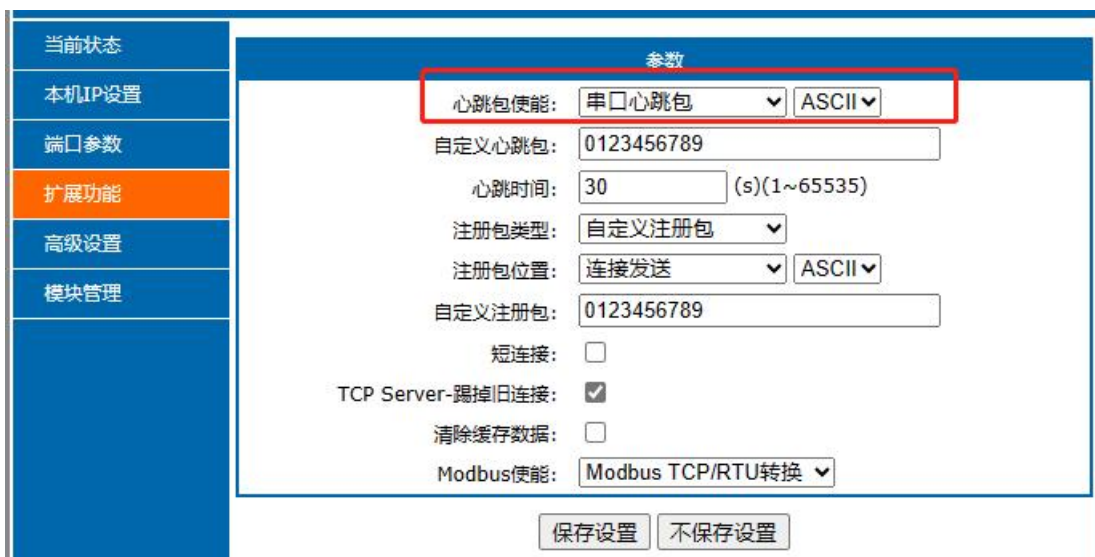 当前状态
本机IP设置
端口参数
扩展功能
高级设置
模块管理
参数
心跳包使能: 串口心跳包 ASCII
自定义心跳包: 0123456789
心跳时间: 30 (s)(1~65535)
注册包类型: 自定义注册包
注册包位置: 连接发送 ASCII
自定义注册包: 0123456789
短连接:
TCP Server-踢掉旧连接:
清除缓存数据:
Modbus使能: Modbus TCP/RTU转换
保存设置 不保存设置